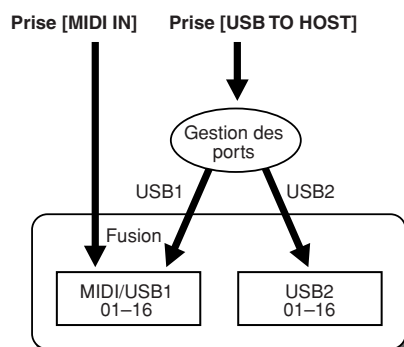 Prise [MIDI IN]
Prise [USB TO HOST]
Gestion des
ports
USB1
USB2
Fusion
MIDI/USB1
01–16
USB2
01–16